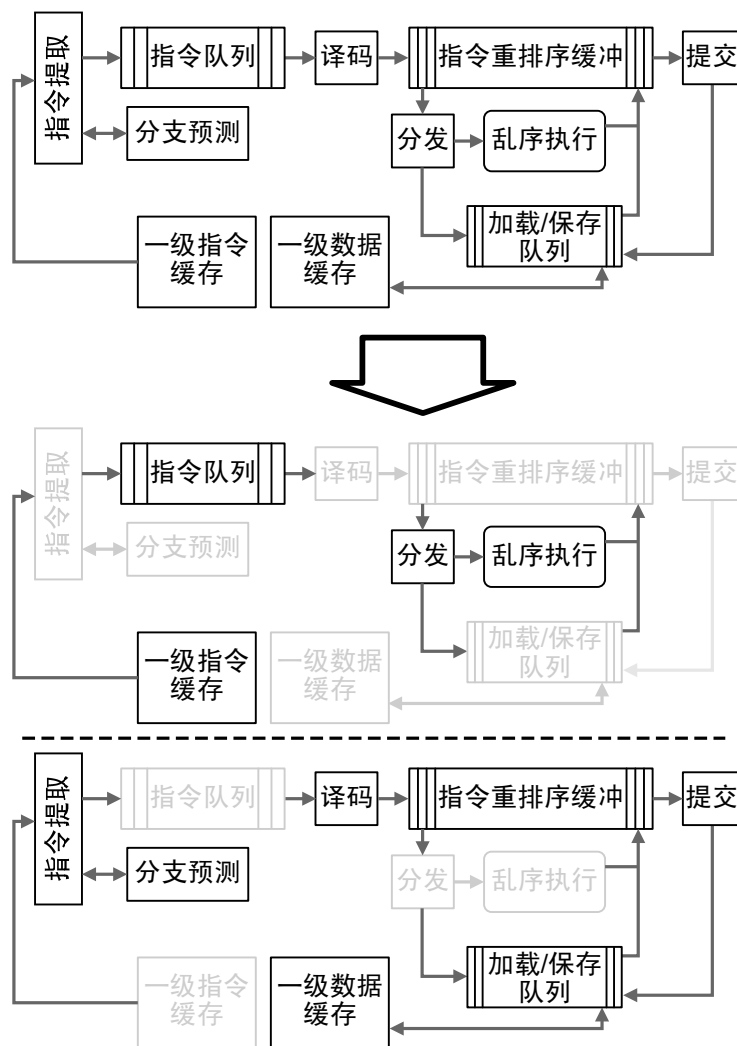 指令提取
指令队列
译码
指令重排序缓冲
提交
分支预测
分发
乱序执行
加载/保存
队列
一级指令
缓存
一级数据
缓存
指令提取
指令队列
译码
指令重排序缓冲
提交
分支预测
分发
乱序执行
加载/保存
队列
一级指令
缓存
一级数据
缓存
指令提取
指令队列
译码
指令重排序缓冲
提交
分支预测
分发
乱序执行
加载/保存
队列
一级指令
缓存
一级数据
缓存